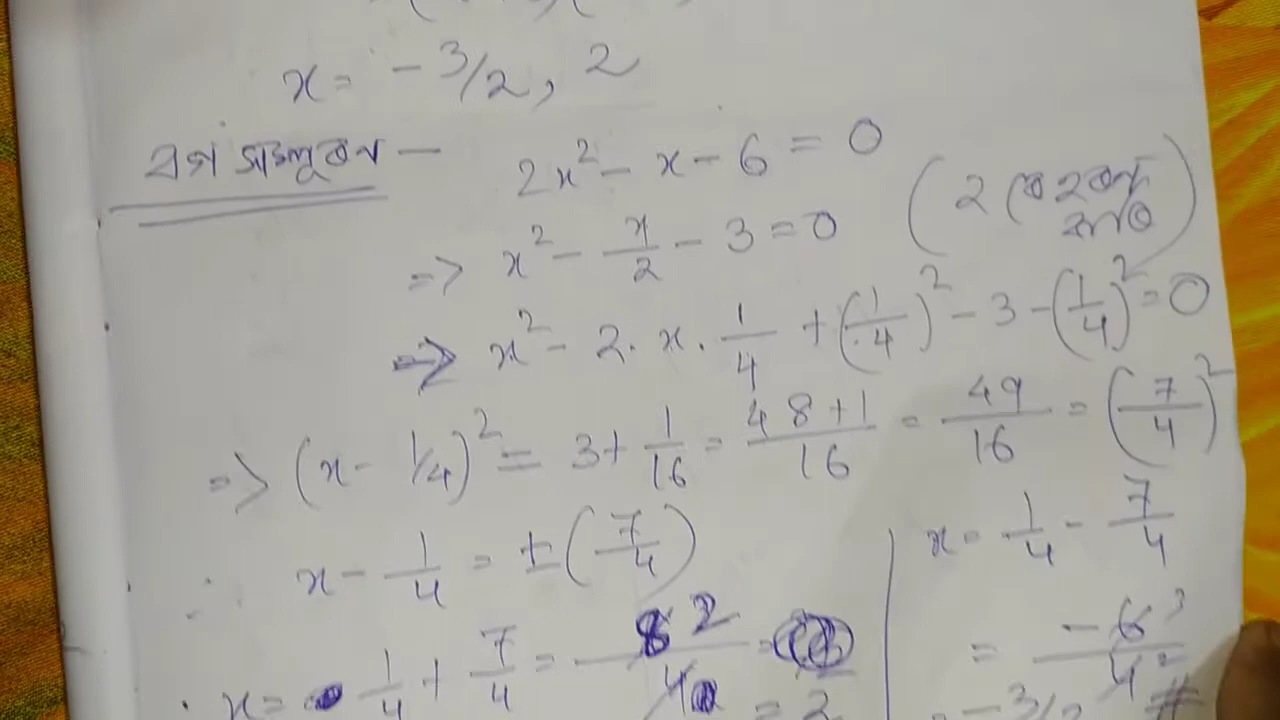 x = - 3/2, 2
বর্গ সম্পূরণ — 2x² - x - 6 = 0
=> x² - x/2 - 3 = 0 (2 রে হৰণ
কৰি)
=> x² - 2. x. 1/4 + (1/4)² - 3 - (1/4)² = 0
=> (x - 1/4)² = 3 + 1/16 = 48+1/16 = 49/16 = (7/4)²
∴ x - 1/4 = ± (7/4)
x = 1/4 + 7/4 = 8/4 = 2
x = 1/4 - 7/4
= -6/4
= -3/2 #